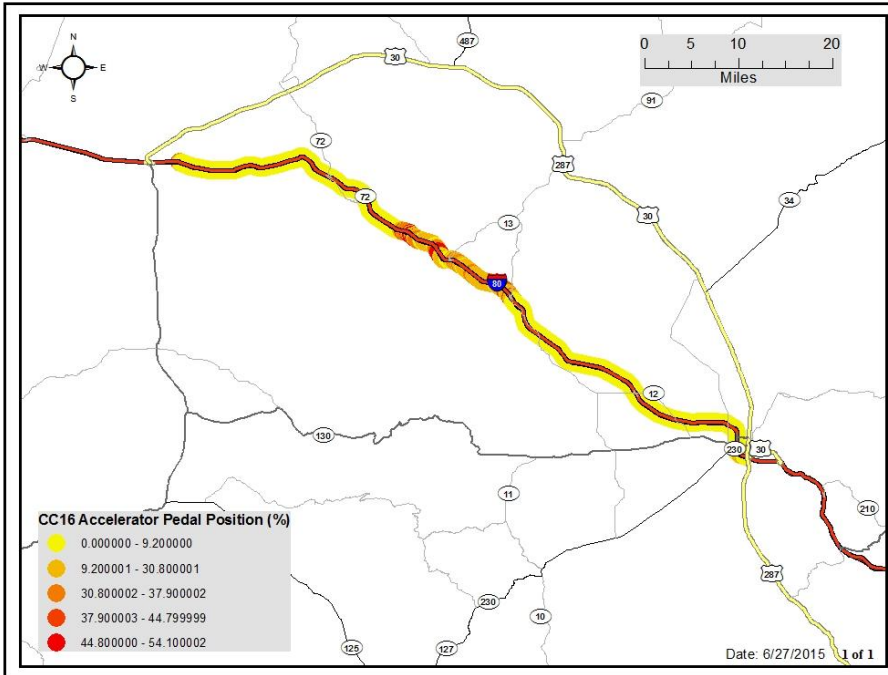 N
W E
S
487
30
0 5 10 20
Miles
91
72
287
72
34
13
30
80
12
130
230 30
11
210
CC16 Accelerator Pedal Position (%)
0.000000 - 9.200000
9.200001 - 30.800001
30.800002 - 37.900002
37.900003 - 44.799999
44.800000 - 54.100002
287
230
10
125
127
Date: 6/27/2015 1 of 1